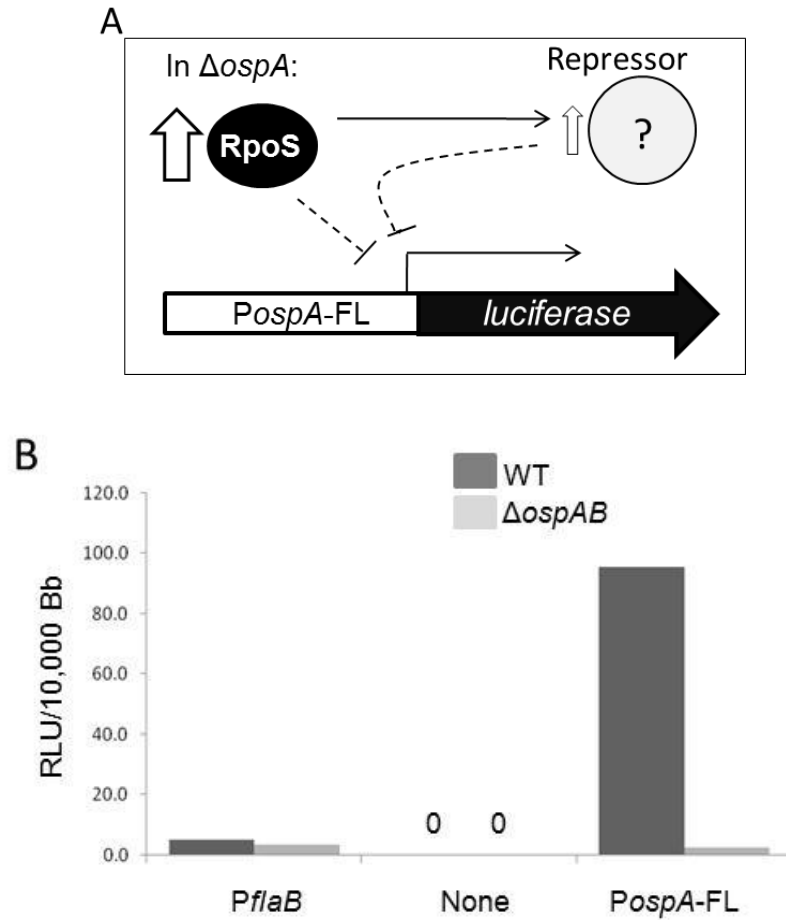 A
In ΔospA:
Repressor
RpoS
?
PospA-FL
luciferase
B
WT
ΔospAB
120.0
100.0
80.0
60.0
40.0
20.0
0.0
RLU/10,000 Bb
0
0
PflaB
None
PospA-FL